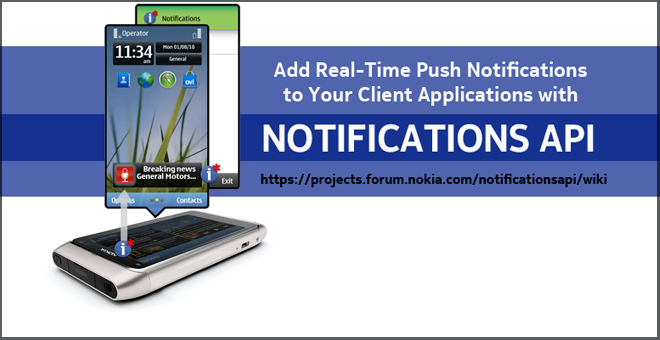 Notifications
Operator
11:34
am
Mon 01/08/10
General
ovi
Breaking news
General Motors...
Exit
Options
Contacts
NOKIA
Add Real-Time Push Notifications
to Your Client Applications with
NOTIFICATIONS API
https://projects.forum.nokia.com/notificationsapi/wiki